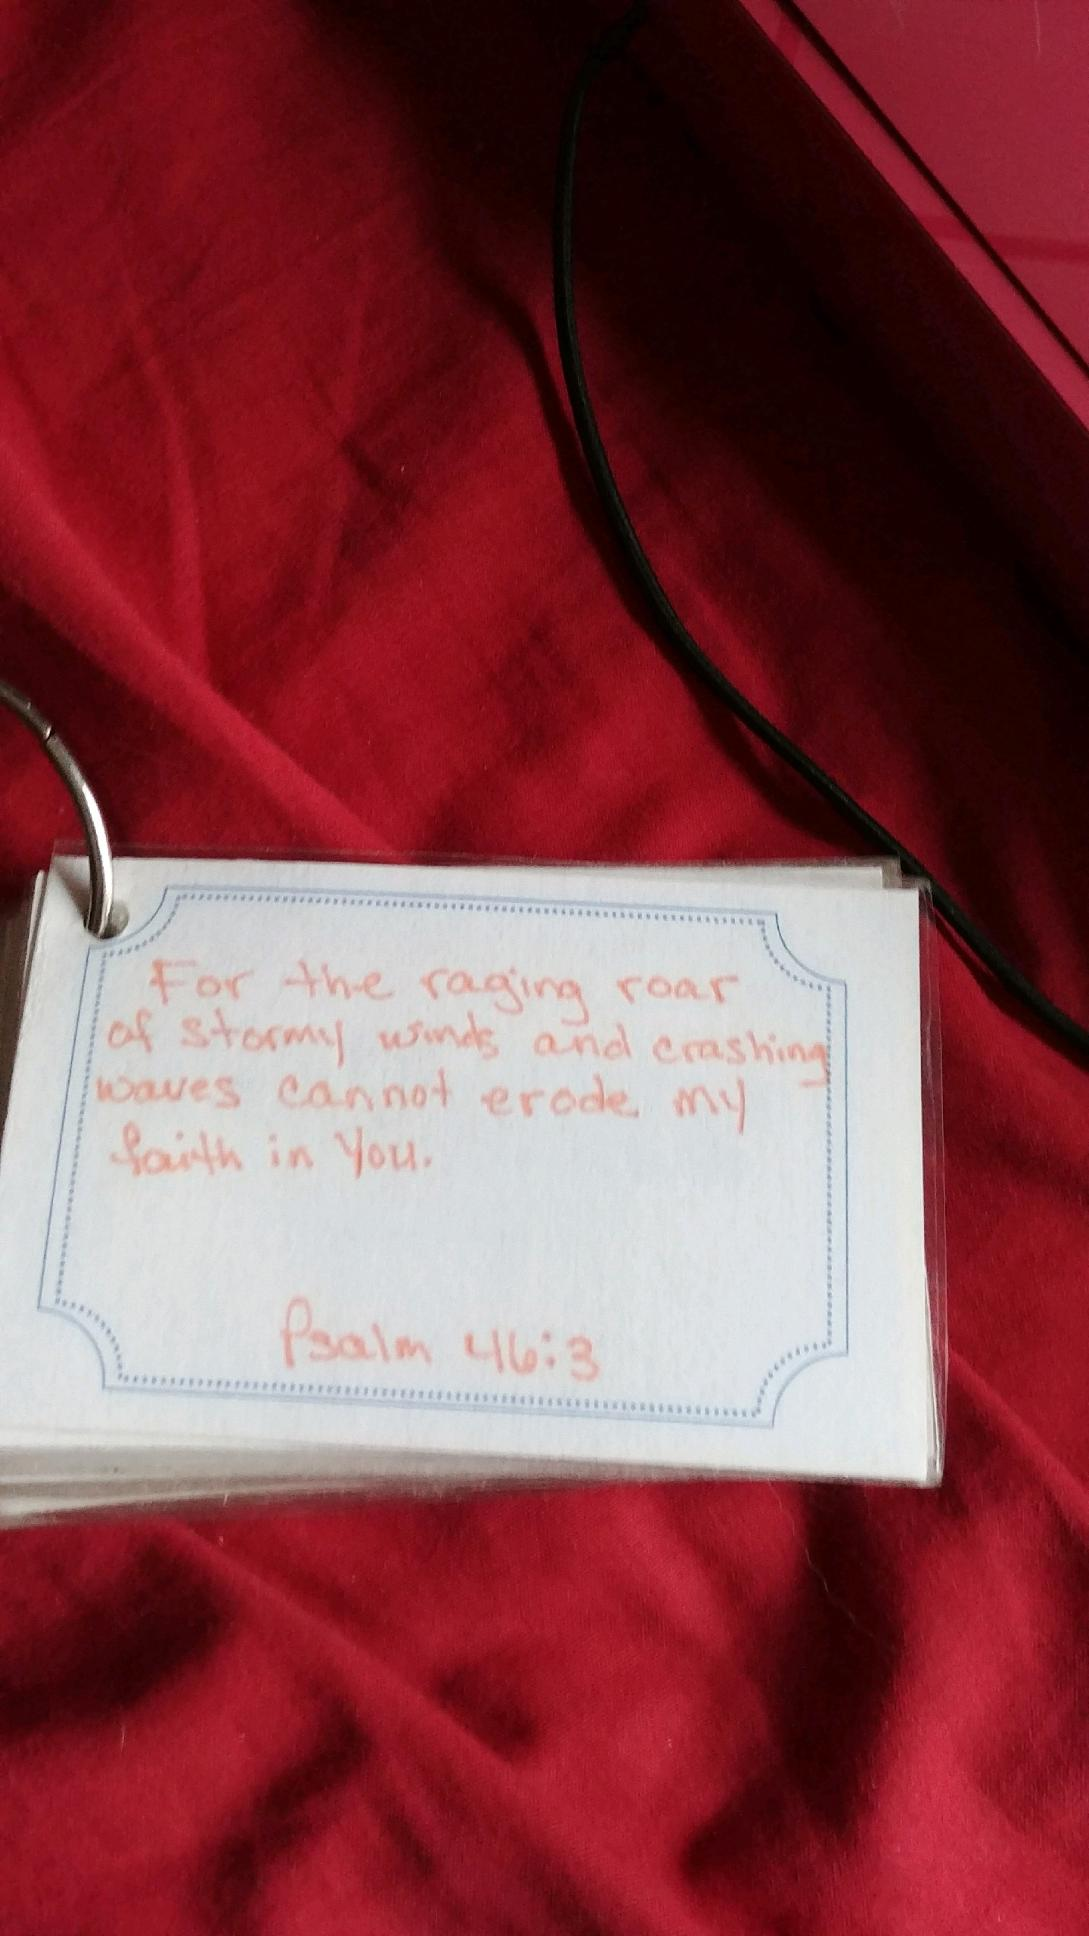 For the raging roar
of stormy winds and crashing
waves cannot erode my
faith in You.
Psalm 46:3